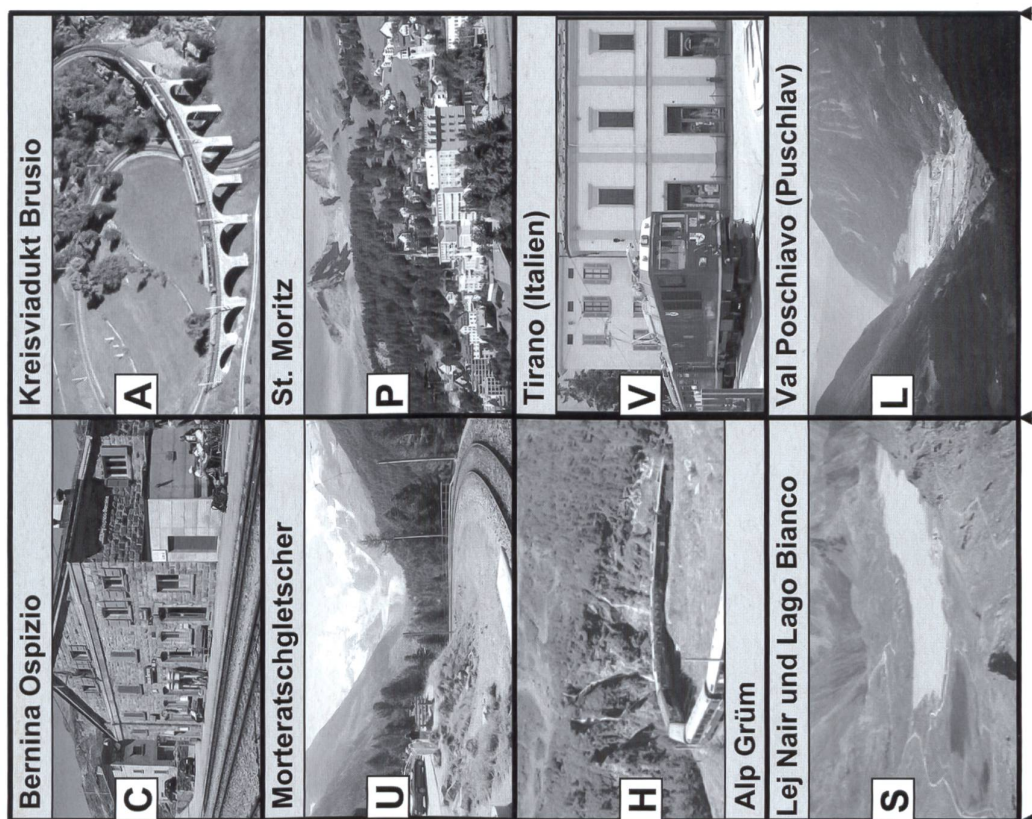 Bernina Ospizio
C
Kreisviadukt Brusio
A
Morteratschgletscher
U
St. Moritz
P
H
Alp Grüm
Tirano (Italien)
V
Lej Nair und Lago Bianco
S
Val Poschiavo (Puschlav)
L